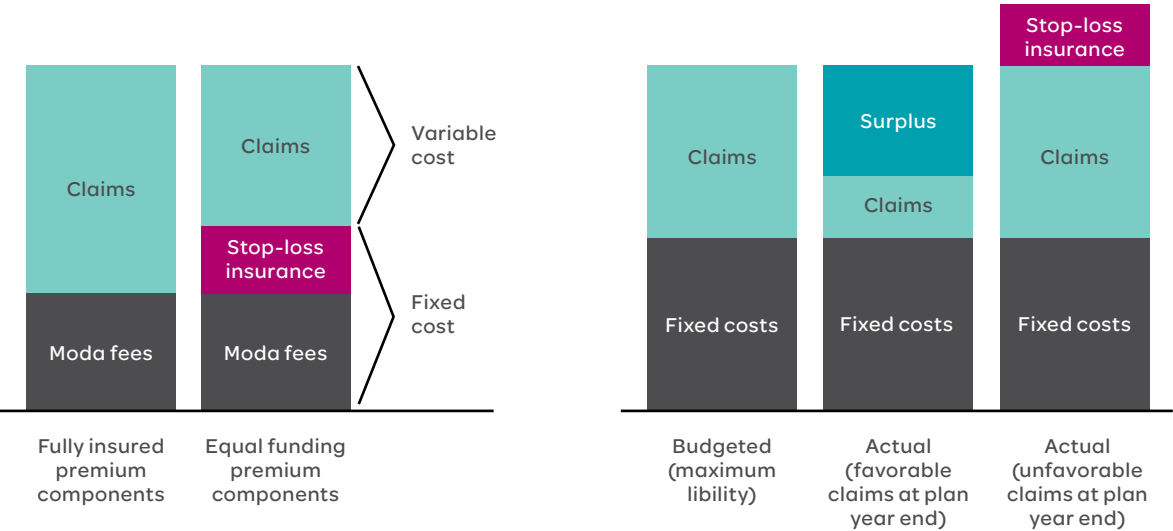 Claims
Moda fees
Claims
Stop-loss
insurance
Moda fees
Variable
cost
Fixed
cost
Fully insured
premium
components
Equal funding
premium
components
Claims
Fixed costs
Surplus
Claims
Fixed costs
Stop-loss
insurance
Claims
Fixed costs
Budgeted
(maximum
libility)
Actual
(favorable
claims at plan
year end)
Actual
(unfavorable
claims at plan
year end)